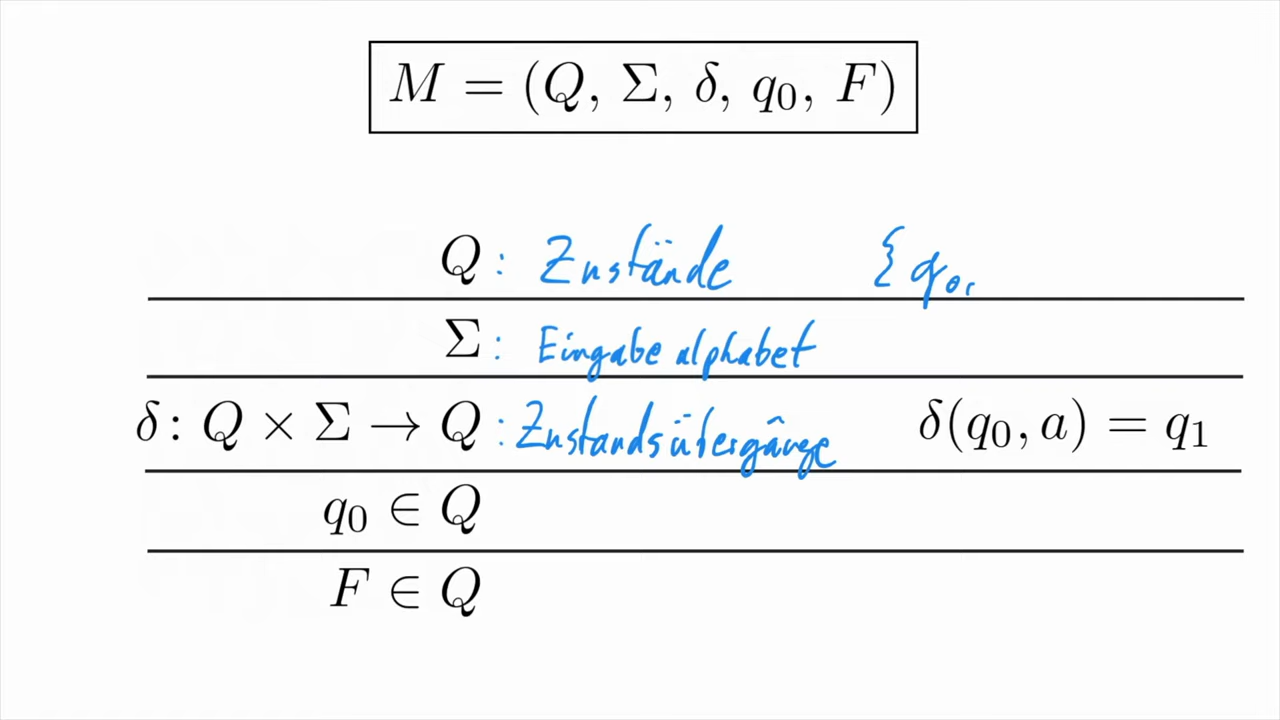 M = (Q, Σ, δ, q₀, F)
Q : Zustände { q₀,
Σ : Eingabealphabet
δ : Q × Σ → Q : Zustandsübergänge δ(q₀, a) = q₁
q₀ ∈ Q
F ∈ Q